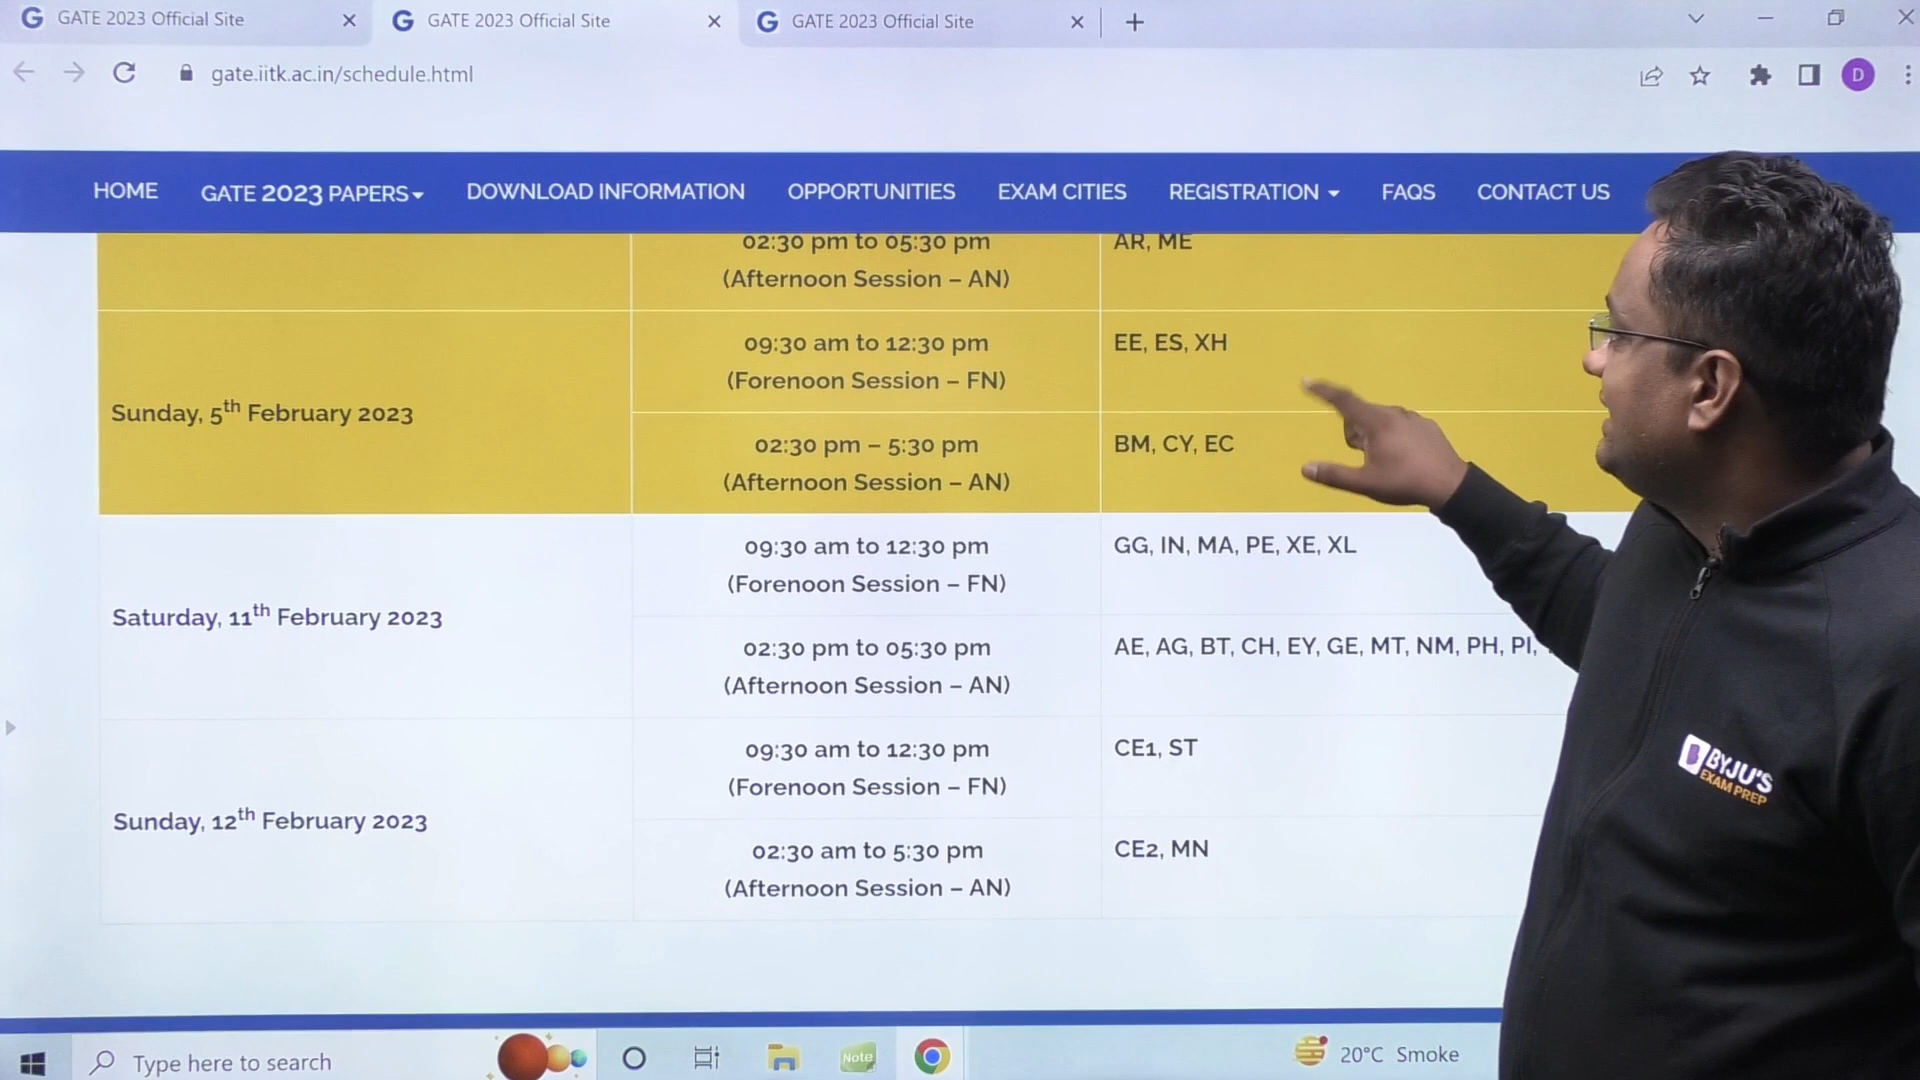 GATE 2023 Official Site
GATE 2023 Official Site
GATE 2023 Official Site
gate.iitk.ac.in/schedule.html
D
HOME GATE 2023 PAPERS DOWNLOAD INFORMATION OPPORTUNITIES EXAM CITIES REGISTRATION FAQS CONTACT US
02:30 pm to 05:30 pm AR, ME
(Afternoon Session – AN)
Sunday, 5th February 2023
09:30 am to 12:30 pm EE, ES, XH
(Forenoon Session – FN)
02:30 pm – 5:30 pm BM, CY, EC
(Afternoon Session – AN)
Saturday, 11th February 2023
09:30 am to 12:30 pm GG, IN, MA, PE, XE, XL
(Forenoon Session – FN)
02:30 pm to 05:30 pm AE, AG, BT, CH, EY, GE, MT, NM, PH, PI,
(Afternoon Session – AN)
Sunday, 12th February 2023
09:30 am to 12:30 pm CE1, ST
(Forenoon Session – FN)
02:30 am to 5:30 pm CE2, MN
(Afternoon Session – AN)
BYJU'S
EXAM PREP
Type here to search
Note
20°C Smoke